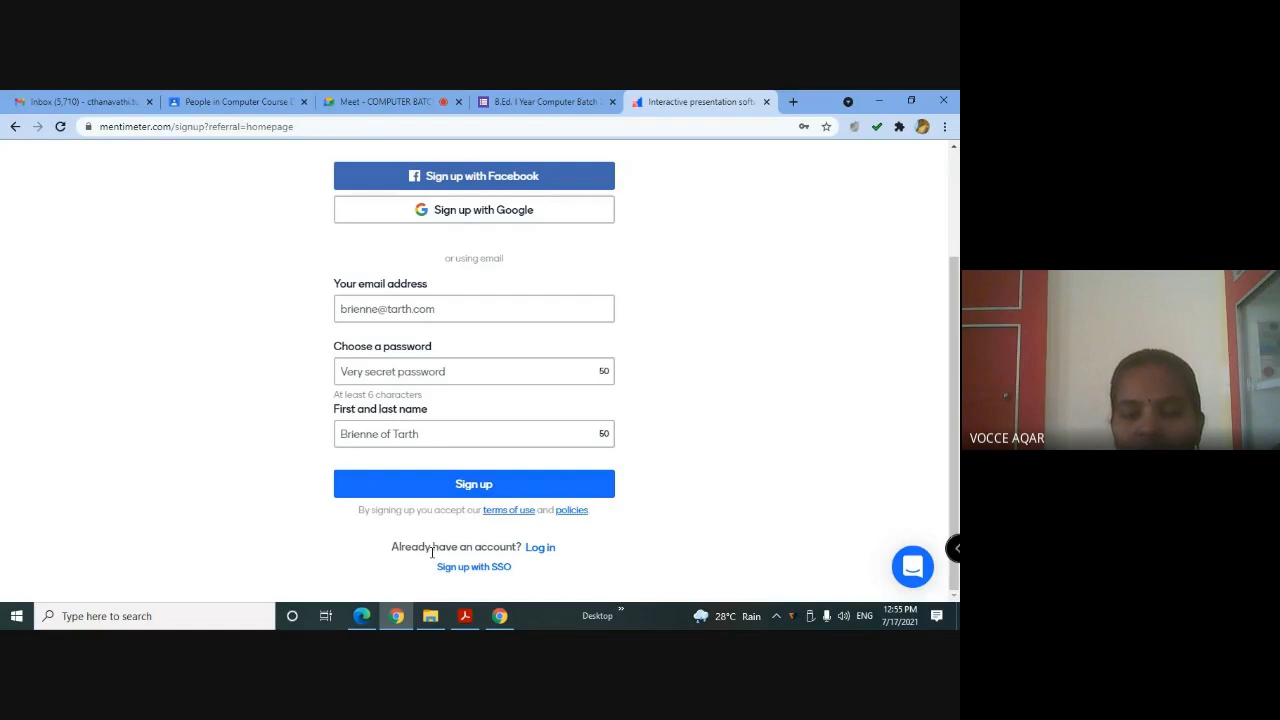 Inbox (5,710) - cthanavathi.tu
People in Computer Course D
Meet - COMPUTER BATC
B.Ed. I Year Computer Batch 2
Interactive presentation softw
mentimeter.com/signup?referral=homepage
Sign up with Facebook
Sign up with Google
or using email
Your email address
brienne@tarth.com
Choose a password
Very secret password 50
At least 6 characters
First and last name
Brienne of Tarth 50
Sign up
By signing up you accept our terms of use and policies
Already have an account? Log in
Sign up with SSO
VOCCE AQAR
Type here to search
Desktop
28°C Rain
ENG
12:55 PM
7/17/2021